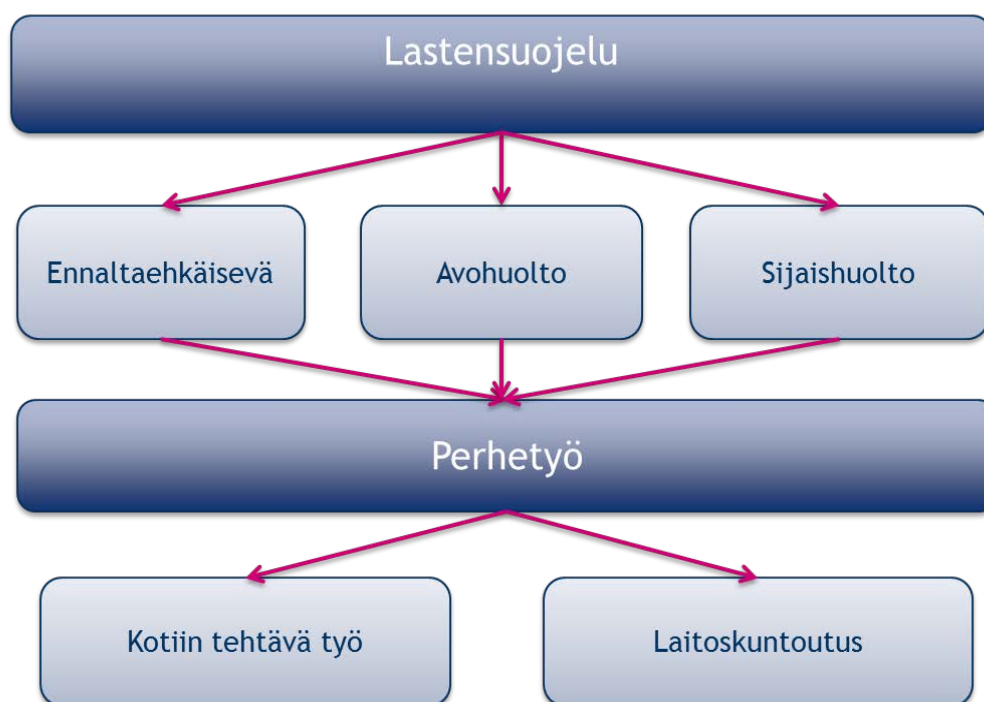 Lastensuojelu
Ennaltaehkäisevä
Avohuolto
Sijaishuolto
Perhetyö
Kotiin tehtävä työ
Laitoskuntoutus